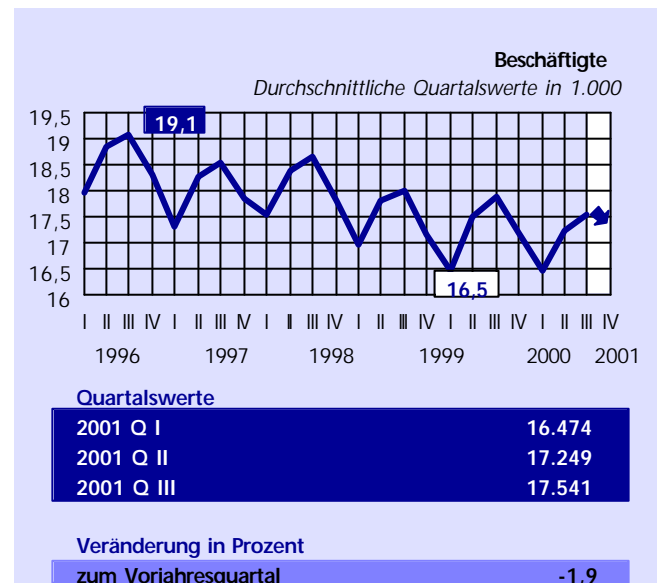 Beschäftigte
Durchschnittliche Quartalswerte in 1.000
19,5
19
18,5
18
17,5
17
16,5
16
19,1
16,5
I II III IV I II III IV I II III IV I II III IV I II III IV I II III IV
1996 1997 1998 1999 2000 2001
Quartalswerte
2001 Q I 16.474
2001 Q II 17.249
2001 Q III 17.541
Veränderung in Prozent
zum Vorjahresquartal -1,9